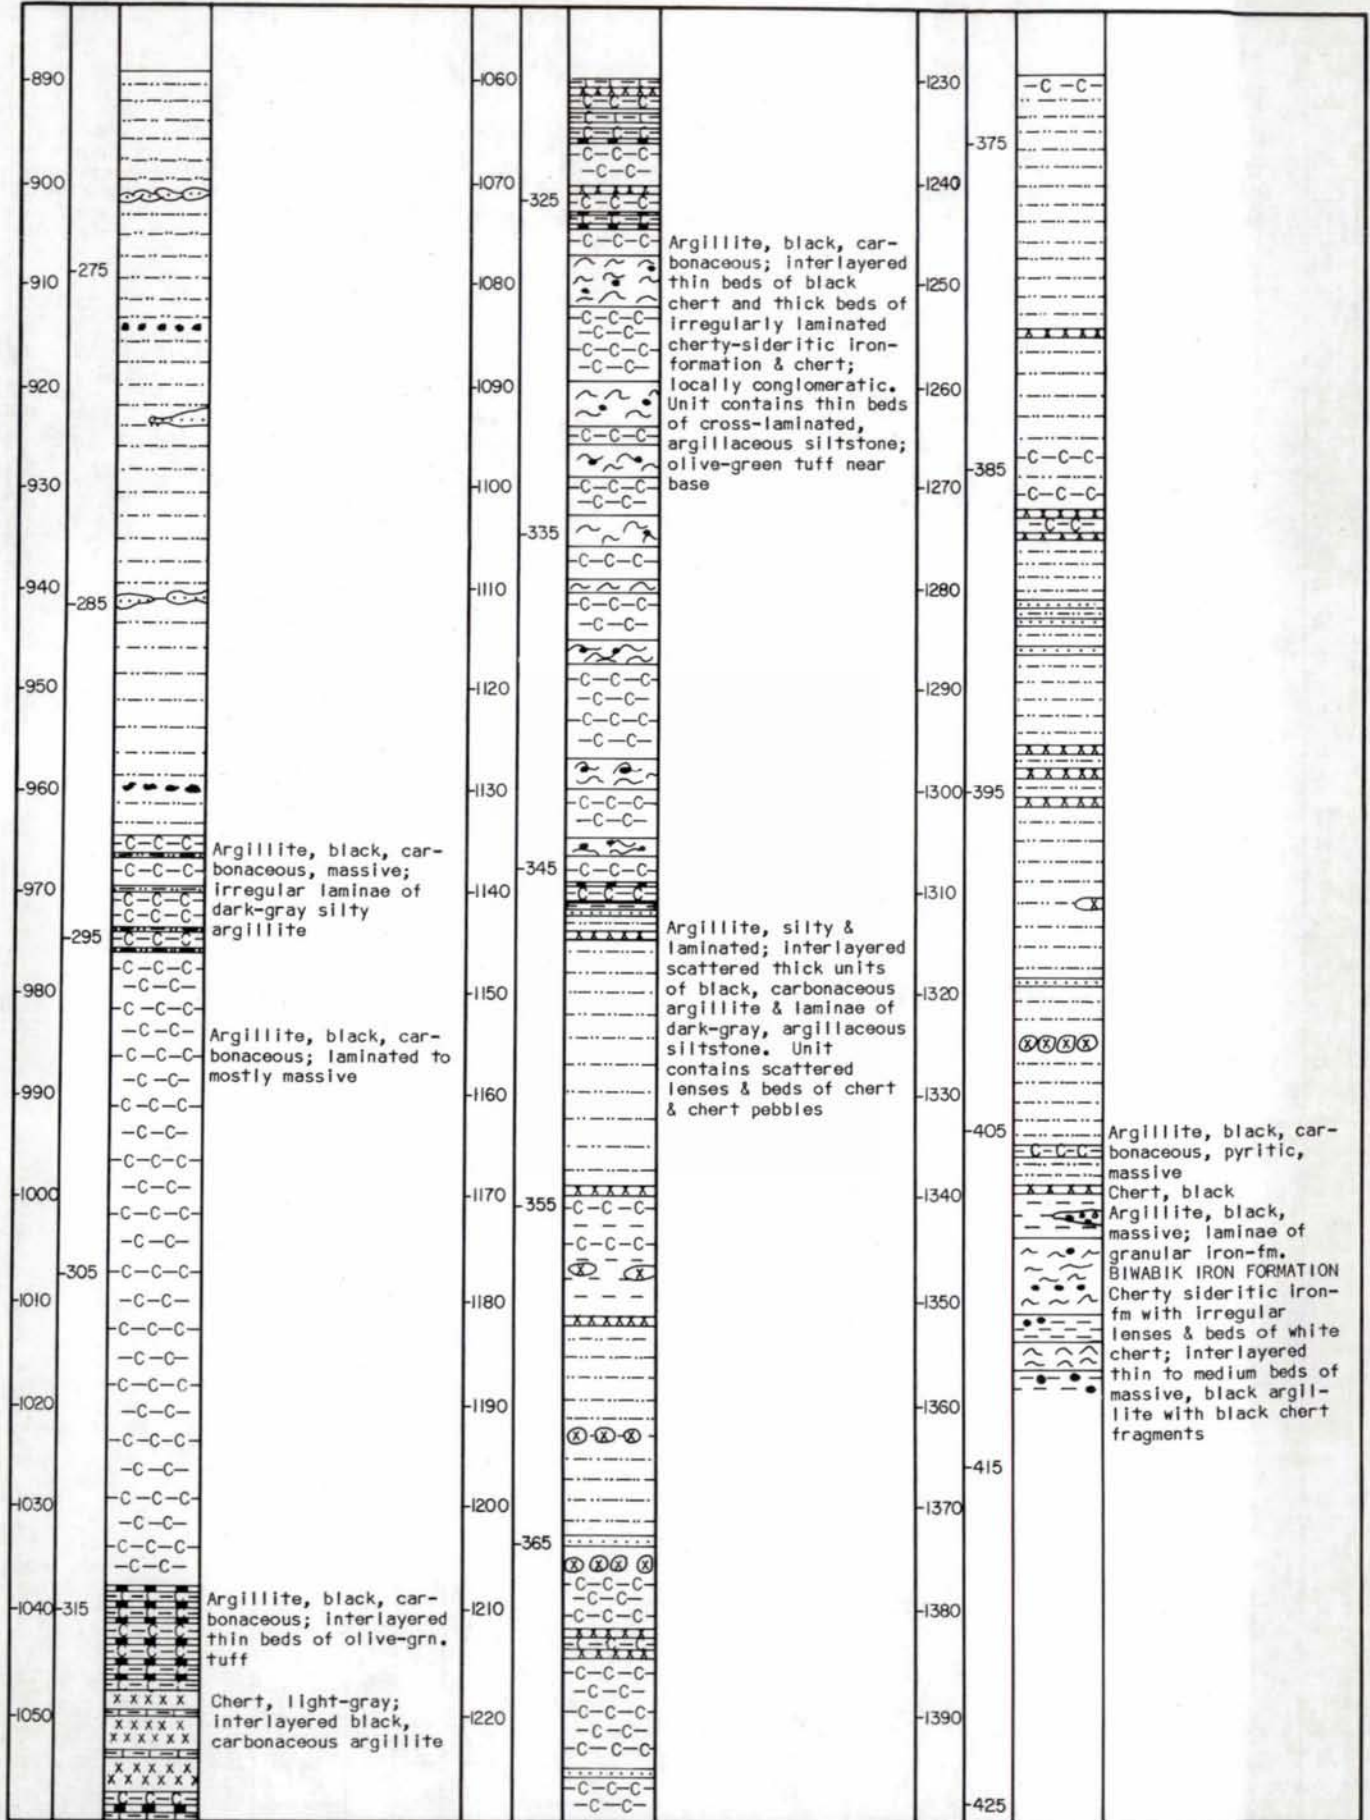 890
900
910
920
930
940
950
960
970
980
990
1000
1010
1020
1030
1040
1050
275
285
295
305
315
Argillite, black, car-
bonaceous, massive;
irregular laminae of
dark-gray silty
argillite
Argillite, black, car-
bonaceous; laminated to
mostly massive
Argillite, black, car-
bonaceous; interlayered
thin beds of olive-grn.
tuff
Chert, light-gray;
interlayered black,
carbonaceous argillite
1060
1070
1080
1090
1100
1110
1120
1130
1140
1150
1160
1170
1180
1190
1200
1210
1220
325
335
345
355
365
Argillite, black, car-
bonaceous; interlayered
thin beds of black
chert and thick beds of
irregularly laminated
cherty-sideritic iron-
formation & chert;
locally conglomeratic.
Unit contains thin beds
of cross-laminated,
argillaceous siltstone;
olive-green tuff near
base
Argillite, silty &
laminated; interlayered
scattered thick units
of black, carbonaceous
argillite & laminae of
dark-gray, argillaceous
siltstone. Unit
contains scattered
lenses & beds of chert
& chert pebbles
1230
1240
1250
1260
1270
1280
1290
1300
1310
1320
1330
1340
1350
1360
1370
1380
1390
375
385
395
405
415
425
Argillite, black, car-
bonaceous, pyritic,
massive
Chert, black
Argillite, black,
massive; laminae of
granular iron-fm.
BIWABIK IRON FORMATION
Cherty sideritic iron-
fm with irregular
lenses & beds of white
chert; interlayered
thin to medium beds of
massive, black argil-
lite with black chert
fragments